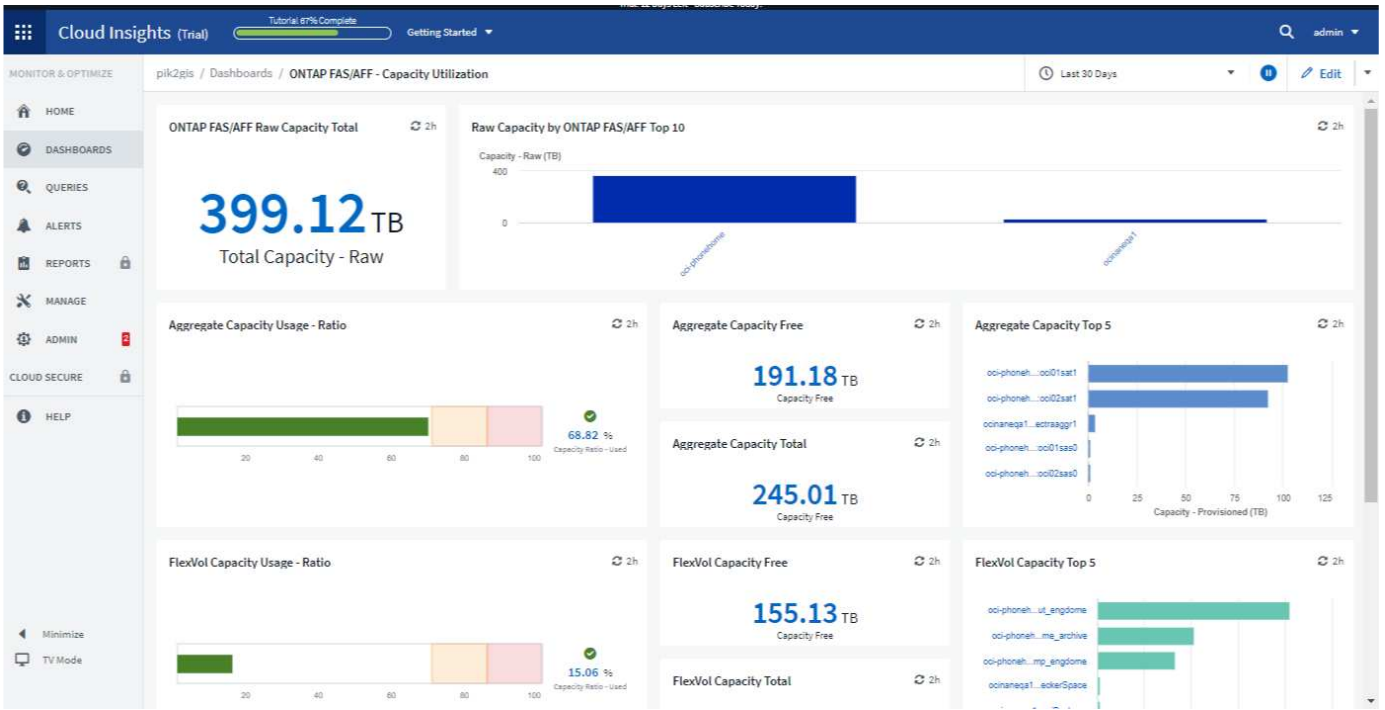 Trial: 12 Days Left - Subscribe Today!
Cloud Insights (Trial)
Tutorial 67% Complete
Getting Started
admin
MONITOR & OPTIMIZE
pik2gis / Dashboards / ONTAP FAS/AFF - Capacity Utilization
Last 30 Days
Edit
HOME
DASHBOARDS
QUERIES
ALERTS
REPORTS
MANAGE
ADMIN
2
CLOUD SECURE
HELP
Minimize
TV Mode
ONTAP FAS/AFF Raw Capacity Total
2h
399.12 TB
Total Capacity - Raw
Raw Capacity by ONTAP FAS/AFF Top 10
2h
Capacity - Raw (TB)
400
0
oci-phonehome
ocinaneqa1
Aggregate Capacity Usage - Ratio
2h
68.82 %
Capacity Ratio - Used
20 40 60 80 100
Aggregate Capacity Free
2h
191.18 TB
Capacity Free
Aggregate Capacity Total
2h
245.01 TB
Capacity Free
Aggregate Capacity Top 5
2h
oci-phoneh...:oci01sat1
oci-phoneh...:oci02sat1
ocinaneqa1...ectraaggr1
oci-phoneh...:oci01sas0
oci-phoneh...:oci02sas0
0 25 50 75 100 125
Capacity - Provisioned (TB)
FlexVol Capacity Usage - Ratio
2h
15.06 %
Capacity Ratio - Used
20 40 60 80 100
FlexVol Capacity Free
2h
155.13 TB
Capacity Free
FlexVol Capacity Total
2h
FlexVol Capacity Top 5
2h
oci-phoneh...ut_engdome
oci-phoneh...me_archive
oci-phoneh...mp_engdome
ocinaneqa1...eckerSpace